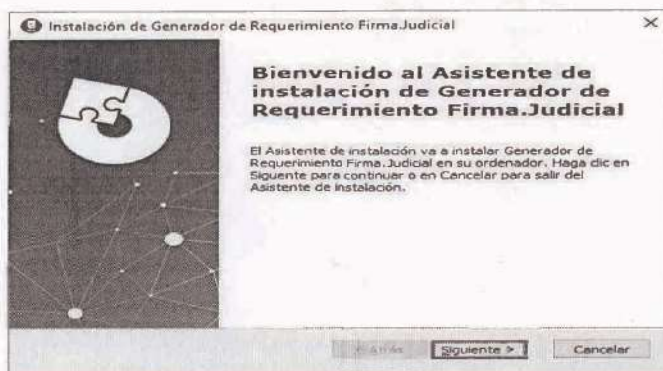 Instalación de Generador de Requerimiento Firma.Judicial
Bienvenido al Asistente de
instalación de Generador de
Requerimiento Firma.Judicial
El Asistente de instalación va a instalar Generador de
Requerimiento Firma.Judicial en su ordenador. Haga clic en
Siguente para continuar o en Cancelar para salir del
Asistente de instalación.
< Atrás Siguiente > Cancelar